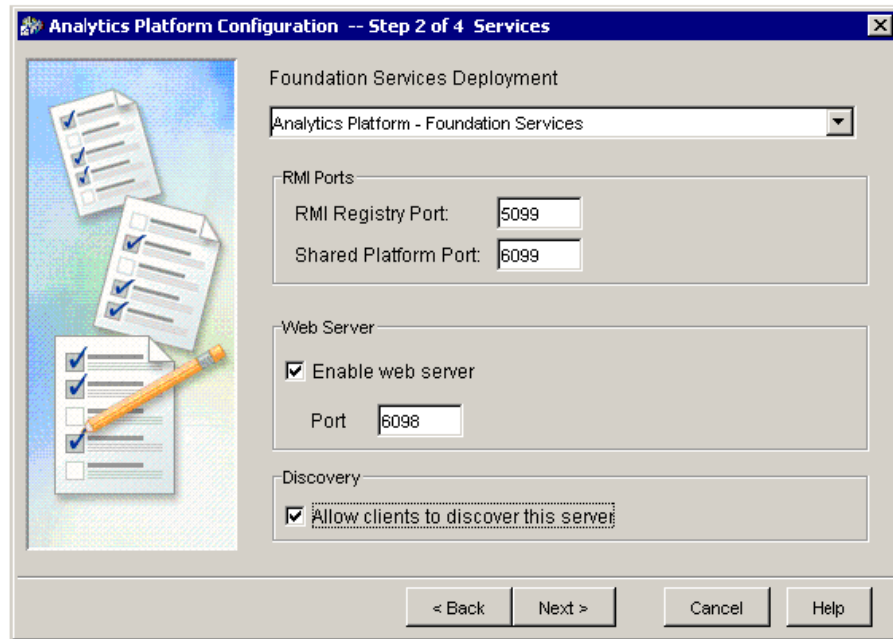 Analytics Platform Configuration -- Step 2 of 4 Services
Foundation Services Deployment
Analytics Platform - Foundation Services
RMI Ports
RMI Registry Port: 5099
Shared Platform Port: 6099
Web Server
Enable web server
Port 6098
Discovery
Allow clients to discover this server
< Back Next > Cancel Help